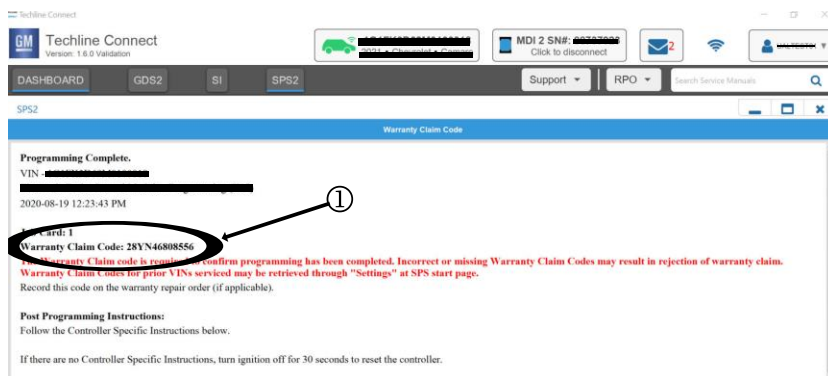 Techline Connect
GM Techline Connect
Version: 1.6.0 Validation
2021 • Chevrolet • Camaro
MDI 2 SN#:
Click to disconnect
2
DASHBOARD GDS2 SI SPS2 Support RPO Search Service Manuals
SPS2
Warranty Claim Code
Programming Complete.
VIN -
2020-08-19 12:23:43 PM
①
Card: 1
Warranty Claim Code: 28YN46808556
The Warranty Claim code is required to confirm programming has been completed. Incorrect or missing Warranty Claim Codes may result in rejection of warranty claim.
Warranty Claim Codes for prior VINs serviced may be retrieved through "Settings" at SPS start page.
Record this code on the warranty repair order (if applicable).
Post Programming Instructions:
Follow the Controller Specific Instructions below.
If there are no Controller Specific Instructions, turn ignition off for 30 seconds to reset the controller.